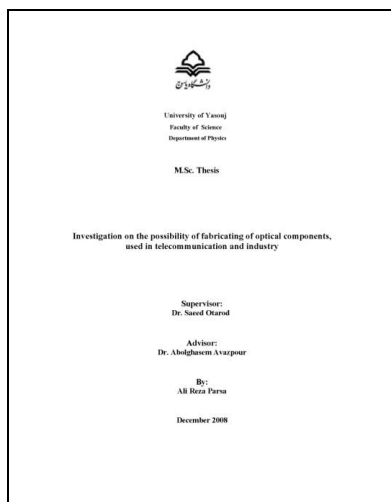 دانشگاه یاسوج
University of Yasouj
Faculty of Science
Department of Physics
M.Sc. Thesis
Investigation on the possibility of fabricating of optical components,
used in telecommunication and industry
Supervisor:
Dr. Saeed Otarod
Advisor:
Dr. Abolghasem Avazpour
By:
Ali Reza Parsa
December 2008